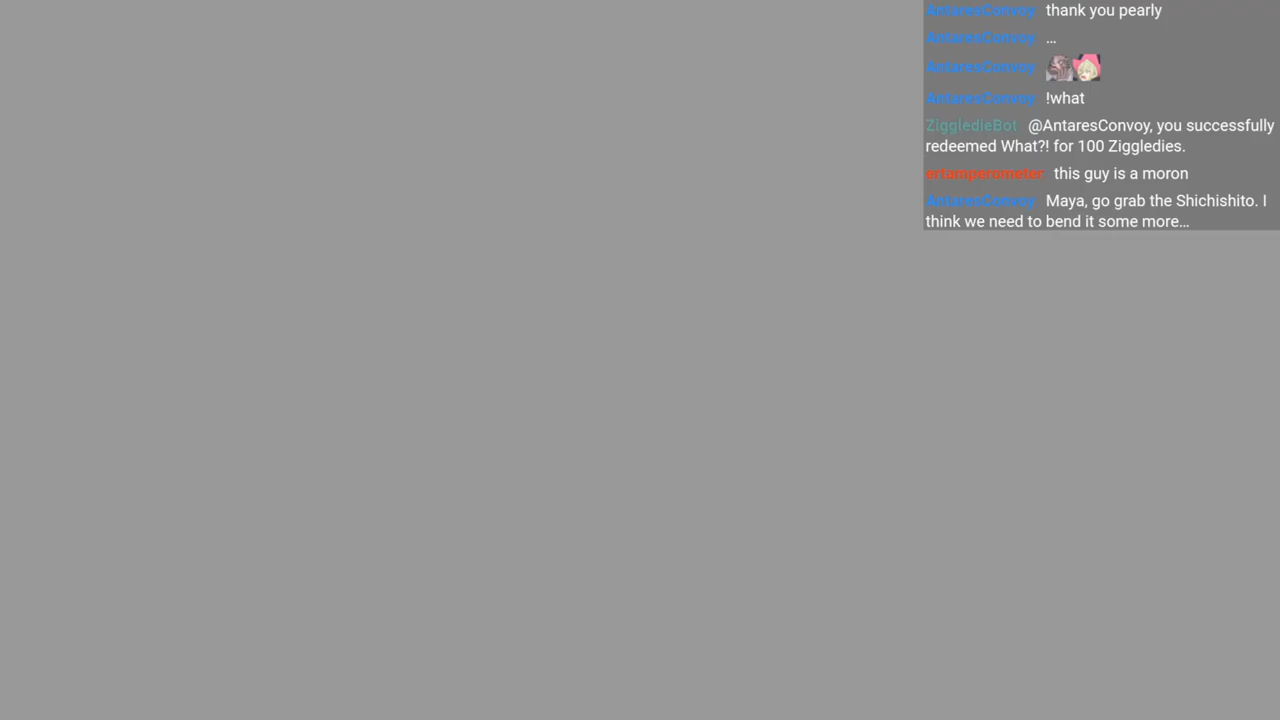 AntaresConvoy thank you pearly
AntaresConvoy ...
AntaresConvoy
AntaresConvoy !what
ZiggledieBot @AntaresConvoy, you successfully
redeemed What?! for 100 Ziggledies.
ertamperometer this guy is a moron
AntaresConvoy Maya, go grab the Shichishito. I
think we need to bend it some more…